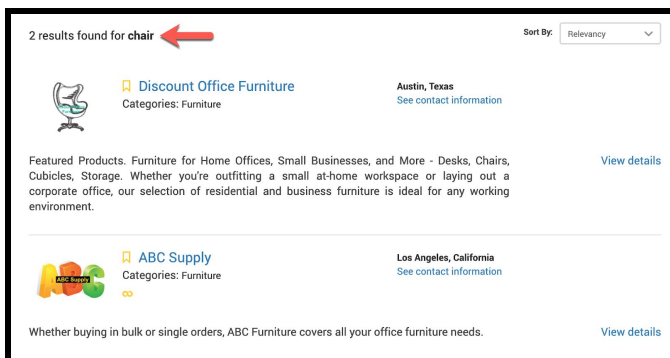 2 results found for chair
Sort By:
Relevancy
Discount Office Furniture
Categories: Furniture
Austin, Texas
See contact information
Featured Products. Furniture for Home Offices, Small Businesses, and More - Desks, Chairs,
Cubicles, Storage. Whether you're outfitting a small at-home workspace or laying out a
corporate office, our selection of residential and business furniture is ideal for any working
environment.
View details
ABC
ABC Supply
ABC Supply
Categories: Furniture
Los Angeles, California
See contact information
Whether buying in bulk or single orders, ABC Furniture covers all your office furniture needs.
View details